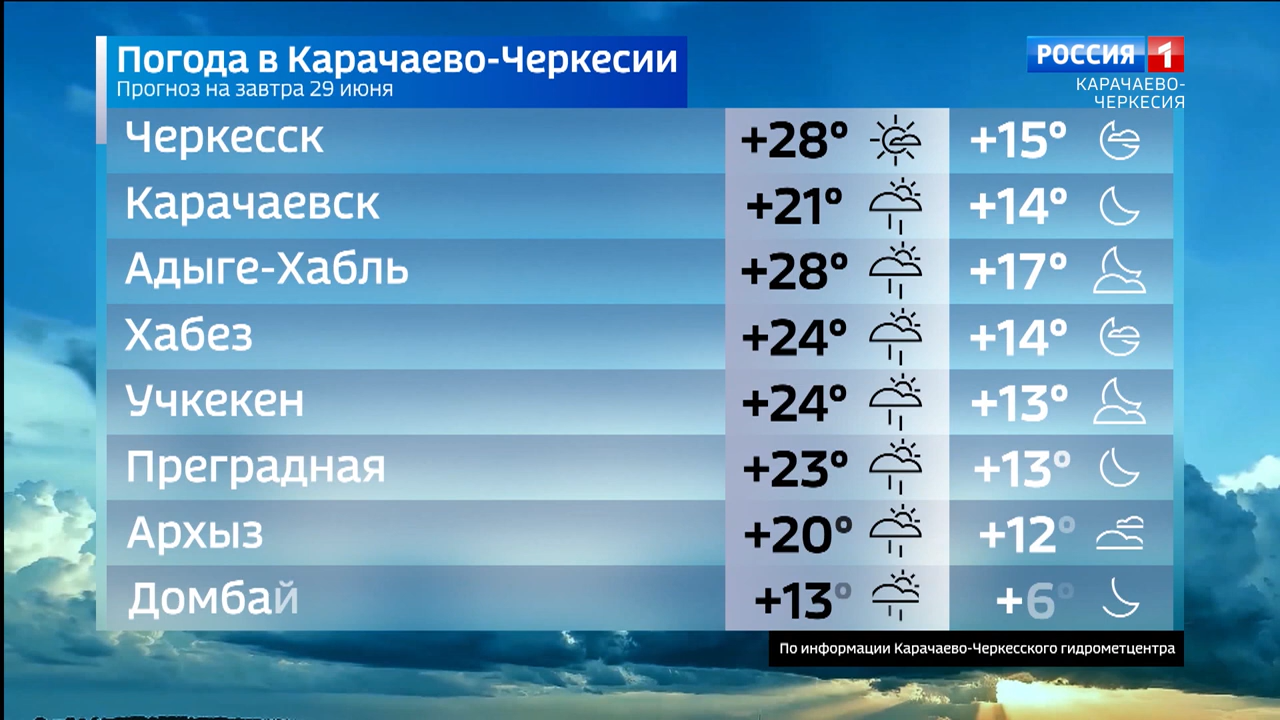 Погода в Карачаево-Черкесии
Прогноз на завтра 29 июня
РОССИЯ 1
КАРАЧАЕВО-
ЧЕРКЕСИЯ
Черкесск +28° +15°
Карачаевск +21° +14°
Адыге-Хабль +28° +17°
Хабез +24° +14°
Учкекен +24° +13°
Преградная +23° +13°
Архыз +20° +12°
Домбай +13° +6°
По информации Карачаево-Черкесского гидрометцентра